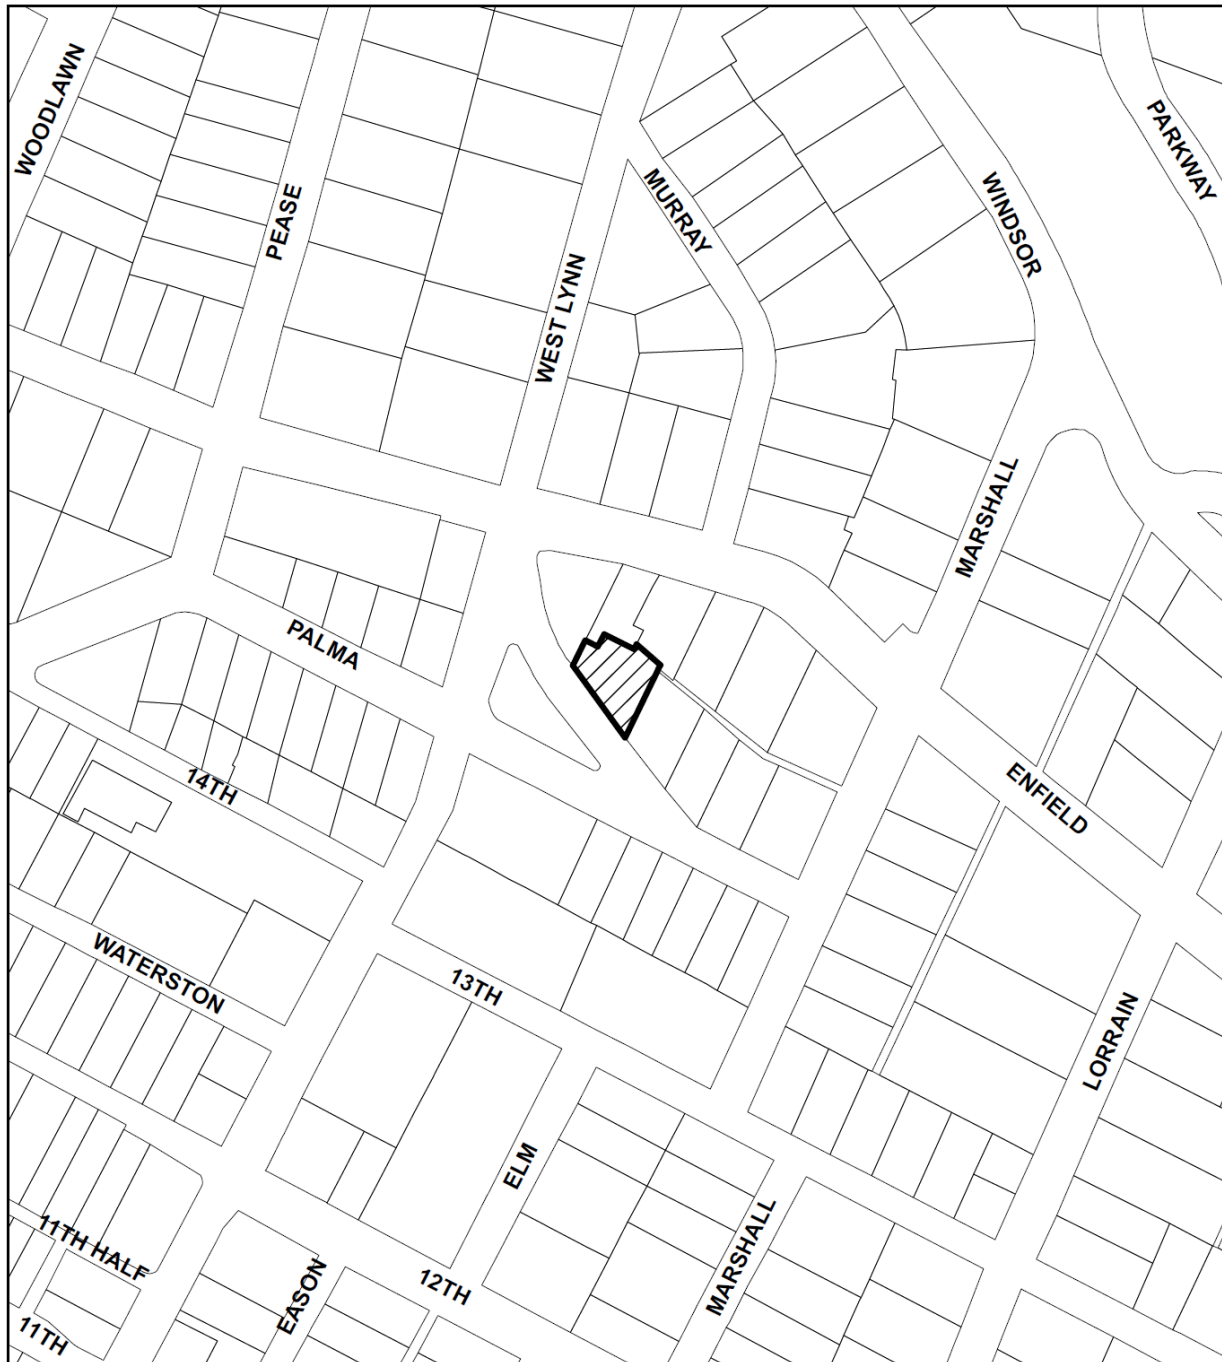 WOODLAWN
PEASE
WEST LYNN
MURRAY
WINDSOR
PARKWAY
MARSHALL
PALMA
14TH
ENFIELD
WATERSTON
13TH
LORRAIN
ELM
MARSHALL
11TH HALF
EASON
12TH
11TH